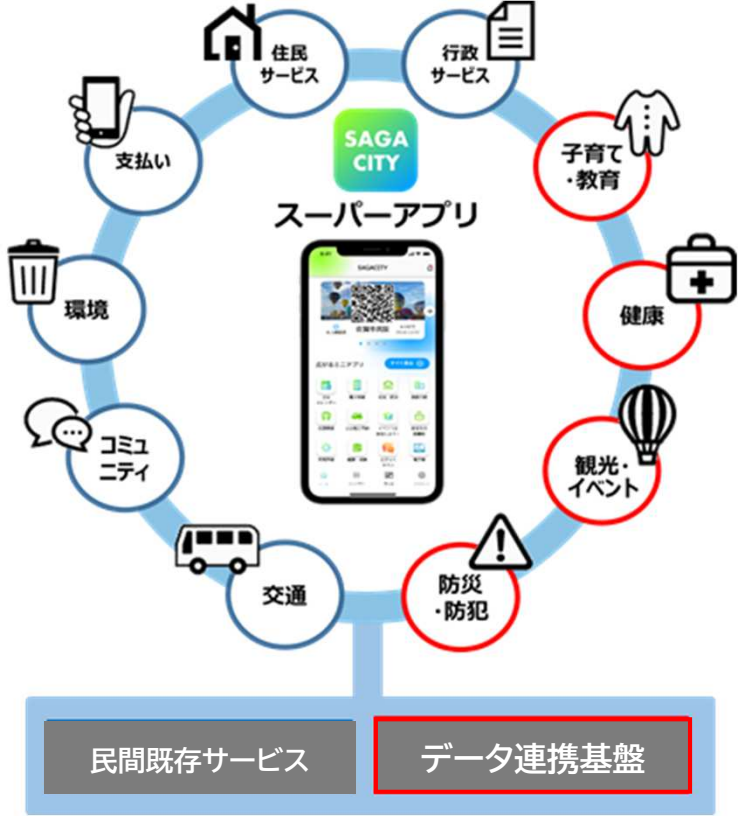 住民
サービス
行政
サービス
支払い
SAGA
CITY
子育て
・教育
スーパーアプリ
SAGACITY
環境
健康
コミュ
ニティ
観光・
イベント
交通
防災
・防犯
民間既存サービス
データ連携基盤